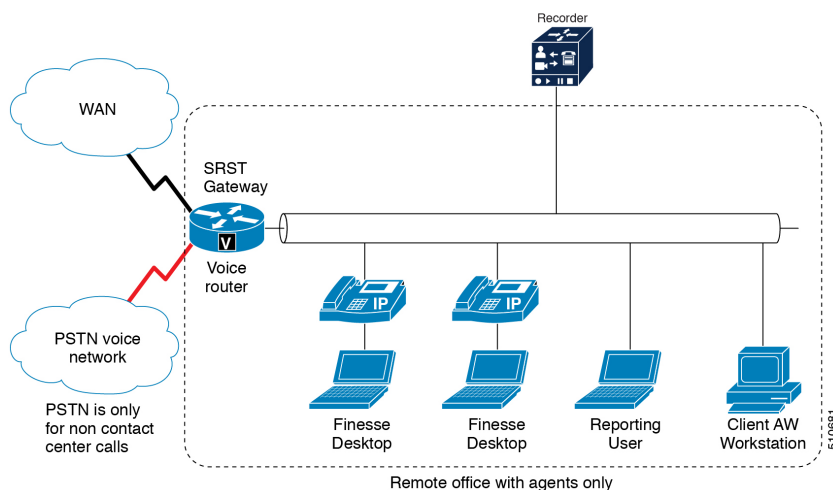 Recorder
WAN
SRST
Gateway
V
Voice
router
IP
IP
PSTN voice
network
PSTN is only
for non contact
center calls
Finesse
Desktop
Finesse
Desktop
Reporting
User
Client AW
Workstation
510681
Remote office with agents only